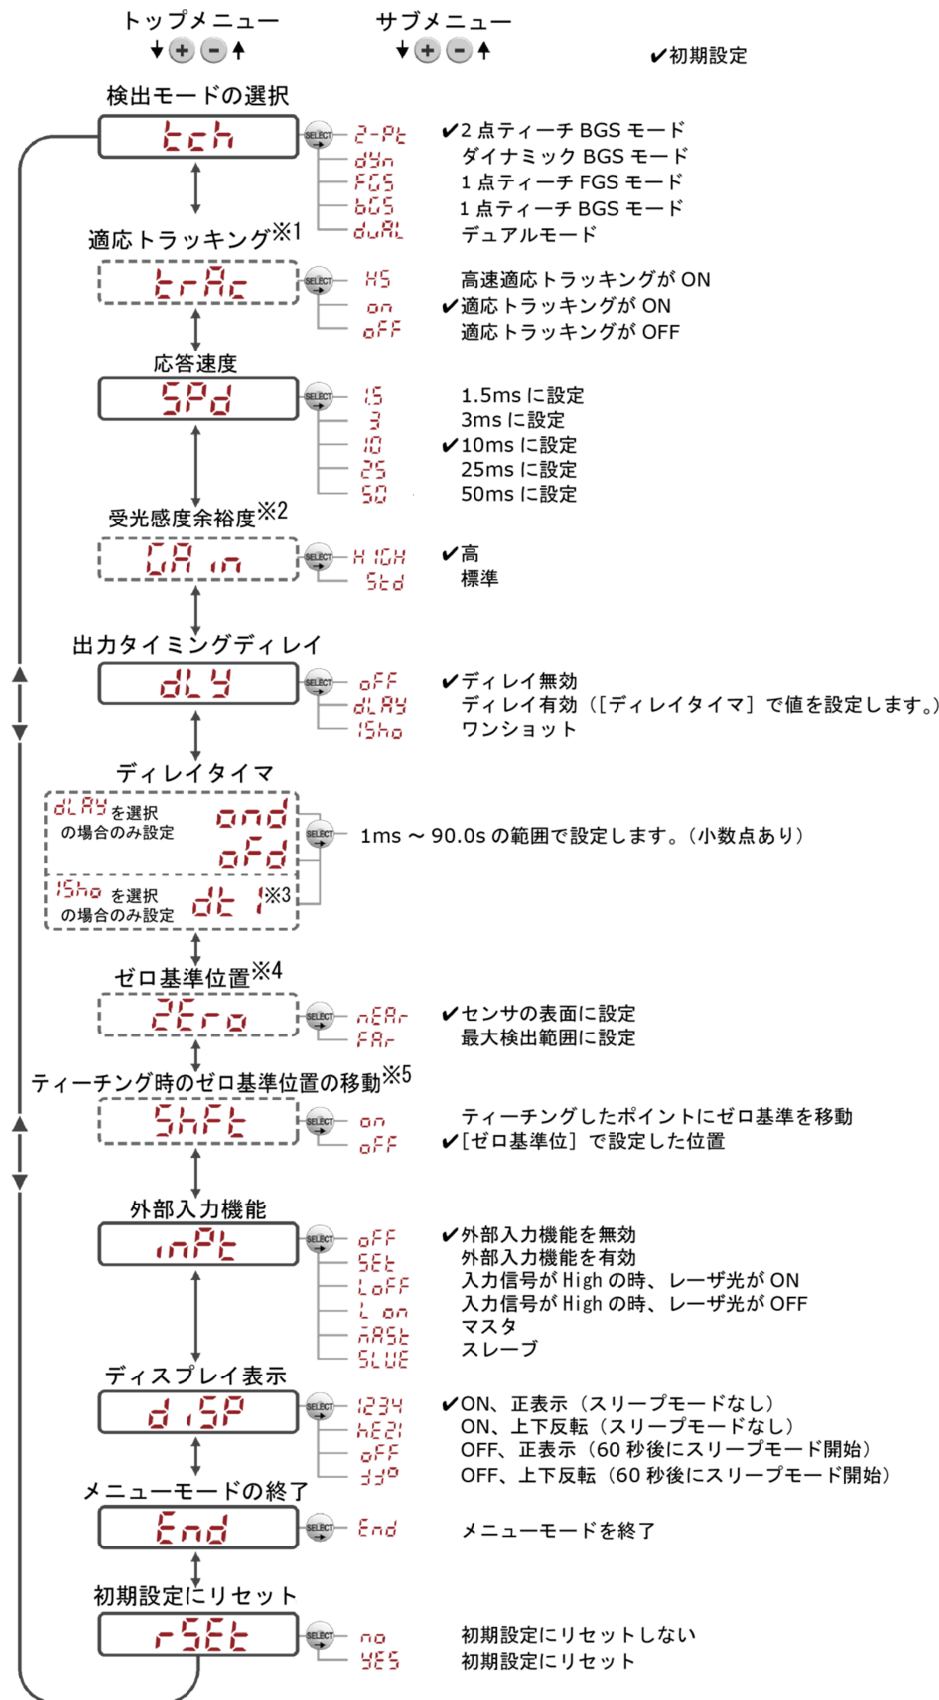 トップメニュー サブメニュー
+ - + - ✔初期設定
検出モードの選択
tch SELECT 2-Pt ✔2点ティーチ BGS モード
dyn ダイナミック BGS モード
FGS 1点ティーチ FGS モード
bGS 1点ティーチ BGS モード
duAL デュアルモード
適応トラッキング※1
trAc SELECT HS 高速適応トラッキングが ON
on ✔適応トラッキングが ON
oFF 適応トラッキングが OFF
応答速度
SPd SELECT 1.5 1.5ms に設定
3 3ms に設定
10 ✔10ms に設定
25 25ms に設定
50 50ms に設定
受光感度余裕度※2
GAin SELECT HIGH ✔高
Std 標準
出力タイミングディレイ
dLY SELECT oFF ✔ディレイ無効
dLAY ディレイ有効（[ディレイタイマ］で値を設定します。）
1Sho ワンショット
ディレイタイマ
dLAY を選択
の場合のみ設定 ond
oFd
SELECT 1ms ～ 90.0s の範囲で設定します。（小数点あり）
1Sho を選択
の場合のみ設定 dt1※3
ゼロ基準位置※4
ZEro SELECT nEAr ✔センサの表面に設定
FAr 最大検出範囲に設定
ティーチング時のゼロ基準位置の移動※5
ShFt SELECT on ティーチングしたポイントにゼロ基準を移動
oFF ✔[ゼロ基準位］で設定した位置
外部入力機能
inPt SELECT oFF ✔外部入力機能を無効
SEt 外部入力機能を有効
LoFF 入力信号が High の時、レーザ光が ON
L on 入力信号が High の時、レーザ光が OFF
mASt マスタ
SLVE スレーブ
ディスプレイ表示
diSP SELECT 1234 ✔ON、正表示（スリープモードなし）
hEZ1 ON、上下反転（スリープモードなし）
oFF OFF、正表示（60 秒後にスリープモード開始）
OFF、上下反転（60 秒後にスリープモード開始）
メニューモードの終了
End SELECT End メニューモードを終了
初期設定にリセット
rSEt SELECT no 初期設定にリセットしない
YES 初期設定にリセット